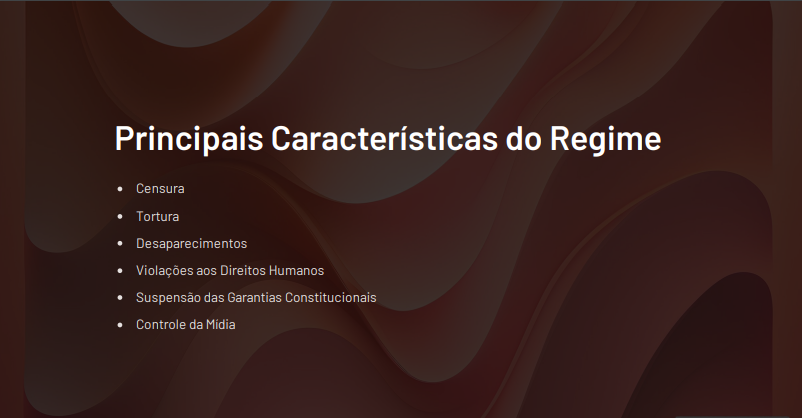 Principais Características do Regime
Censura
Tortura
Desaparecimentos
Violações aos Direitos Humanos
Suspensão das Garantias Constitucionais
Controle da Mídia